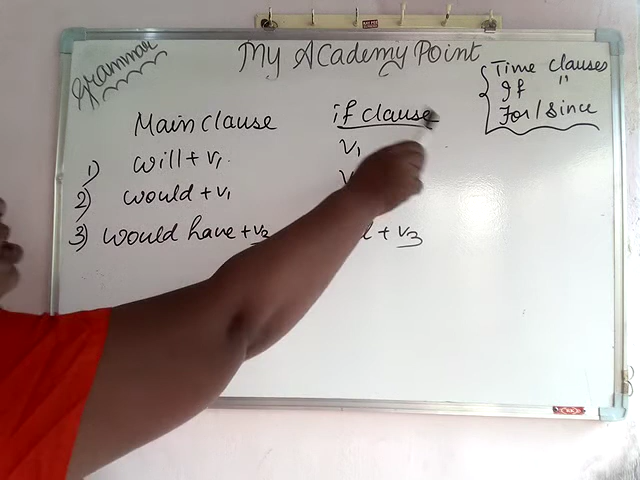 Grammar
My Academy Point
Time clauses
If "
For/since
Main clause if clause
1) will + v1. v1
2) would + v1 v
3) would have + v3 + v3